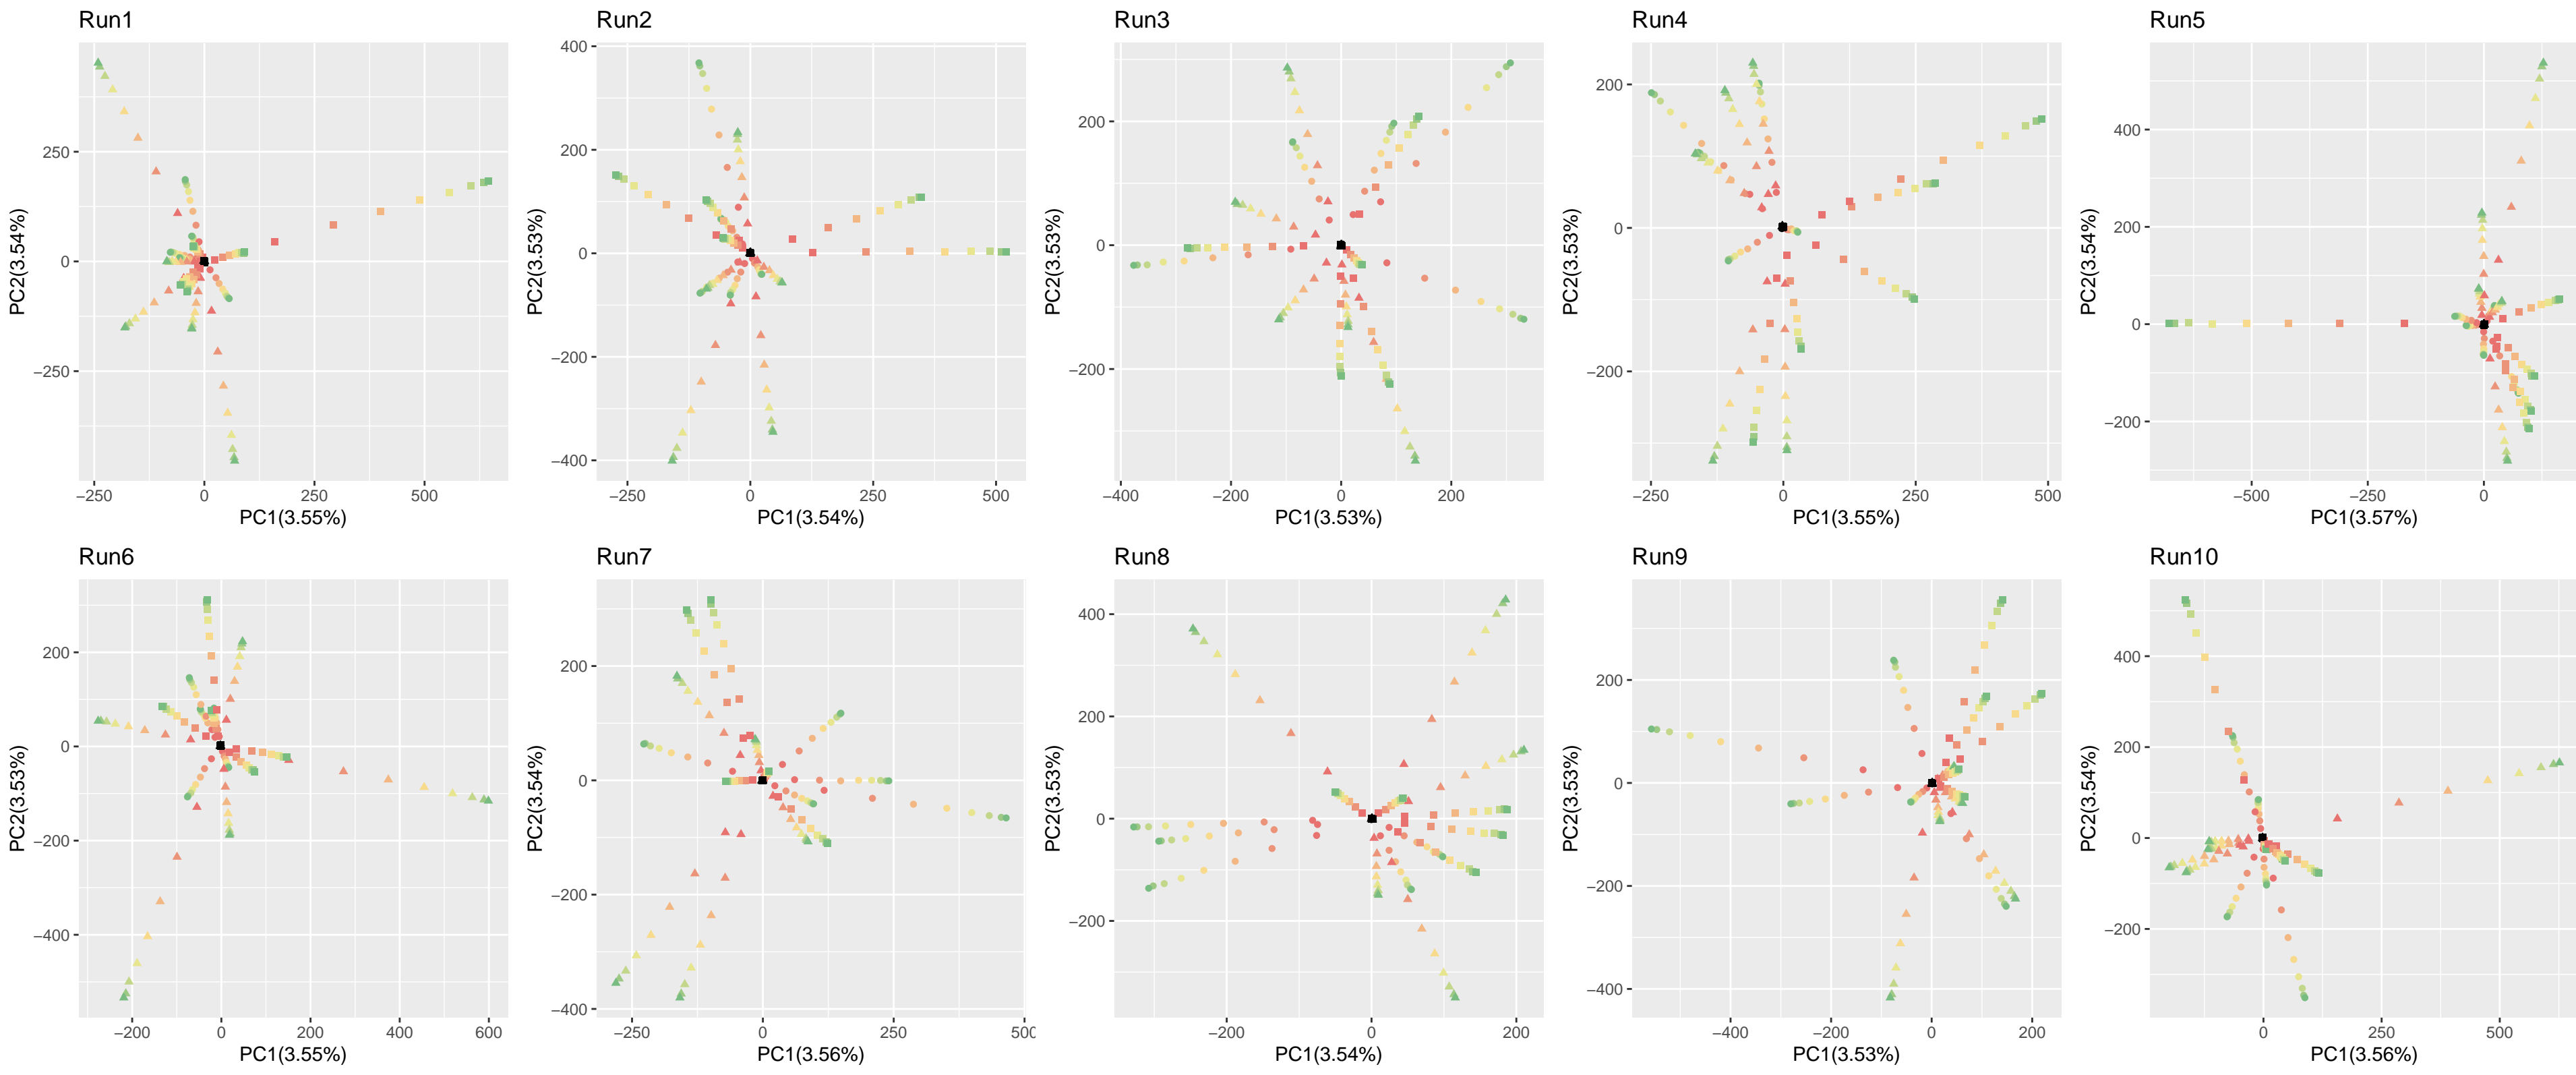 Run1
400
250
0
−250
−250
0
250
500
PC1(3.55%)
PC2(3.54%)
Run2
400
200
0
−200
−400
−250
0
250
500
PC1(3.54%)
PC2(3.53%)
Run3
200
0
−200
−400
−200
0
200
PC1(3.53%)
PC2(3.53%)
Run4
200
0
−200
−250
0
250
500
PC1(3.55%)
PC2(3.53%)
Run5
400
200
0
−200
−500
−250
0
PC1(3.57%)
PC2(3.54%)
Run6
200
0
−200
−400
−200
0
200
400
600
PC1(3.55%)
PC2(3.53%)
Run7
200
0
−200
−400
−250
0
250
500
PC1(3.56%)
PC2(3.54%)
Run8
400
200
0
−200
−200
0
200
PC1(3.54%)
PC2(3.53%)
Run9
200
0
−200
−400
−400
−200
0
200
PC1(3.53%)
PC2(3.53%)
Run10
400
200
0
−200
0
250
500
PC1(3.56%)
PC2(3.54%)